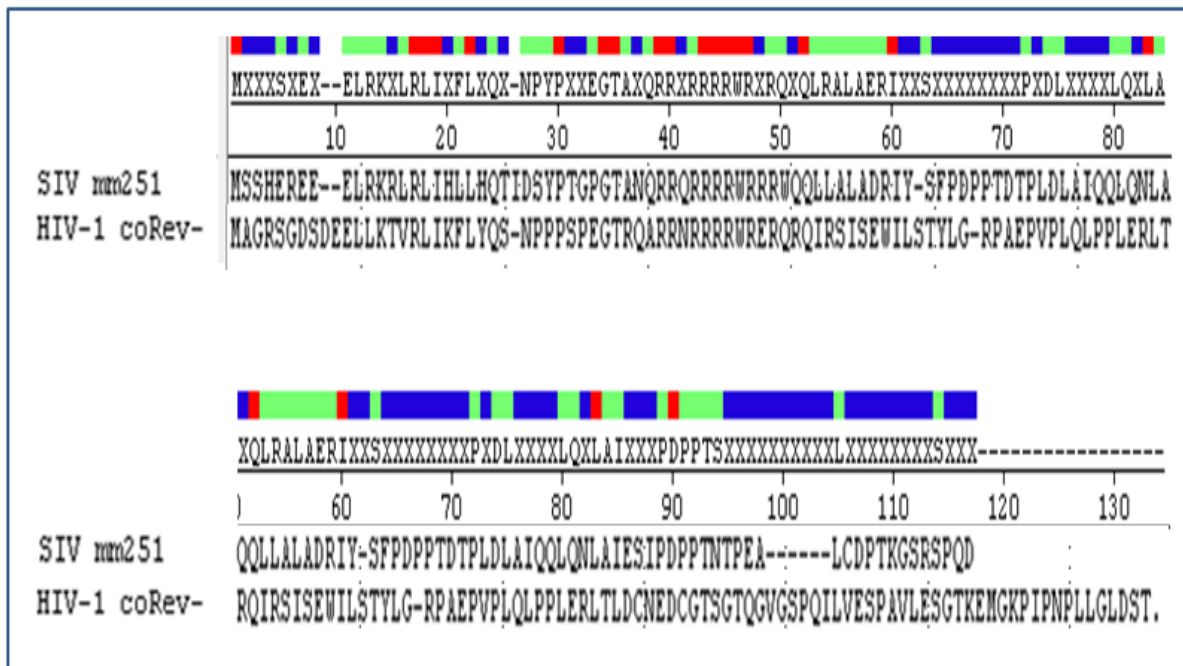 MXXXSXEX--ELRKXLRLIXFLXQX-NPYPXXEGTAXQRRXRRRRWRXRQXQLRALAERIXXSXXXXXXXXPXDLXXXXLQXLA
10 20 30 40 50 60 70 80
SIV mm251 MSSHEREE--ELRKRLRLIHLLHQTIDSYPTGPGTANQRRQRRRRWRRRWQQLLALADRIY-SFPDPPTDTPLDLAIQQLQNLA
HIV-1 coRev- MAGRSGDSDEELLKTVRLIKFLYQS-NPPPSPEGTRQARRNRRRRWRERQRQIRSISEWILSTYLG-RPAEPVPLQLPPLERLT
XQLRALAERIXXSXXXXXXXXPXDLXXXXLQXLAIXXXPDPPTSXXXXXXXXXXLXXXXXXXXSXXX-----------------
) 60 70 80 90 100 110 120 130
SIV mm251 QQLLALADRIY-SFPDPPTDTPLDLAIQQLQNLAIESIPDPPTNTPEA------LCDPTKGSRSPQD
HIV-1 coRev- RQIRSISEWILSTYLG-RPAEPVPLQLPPLERLTLDCNEDCGTSGTQGVGSPQILVESPAVLESGTKEMGKPIPNPLLGLDST.